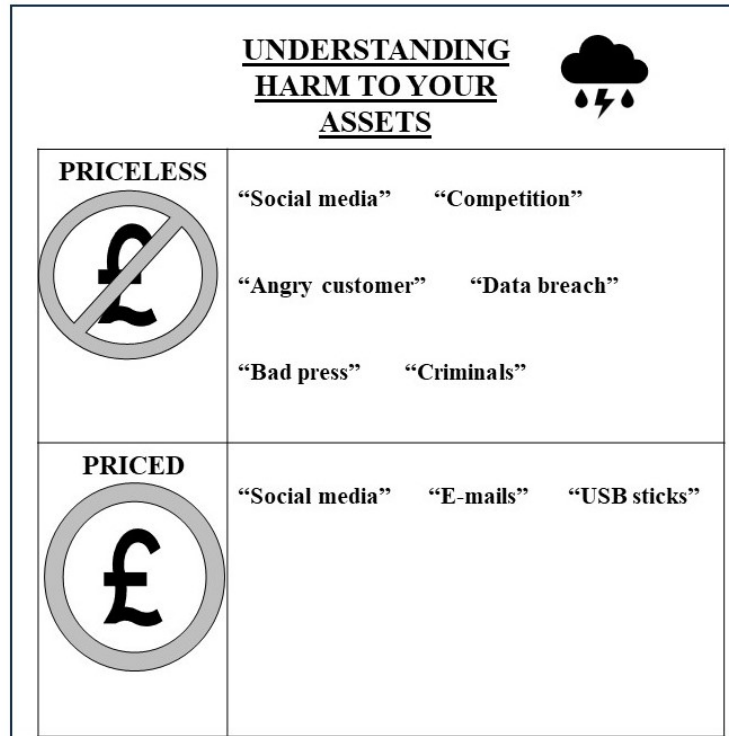 UNDERSTANDING
HARM TO YOUR
ASSETS
PRICELESS
£
“Social media” “Competition”
“Angry customer” “Data breach”
“Bad press” “Criminals”
PRICED
£
“Social media” “E-mails” “USB sticks”